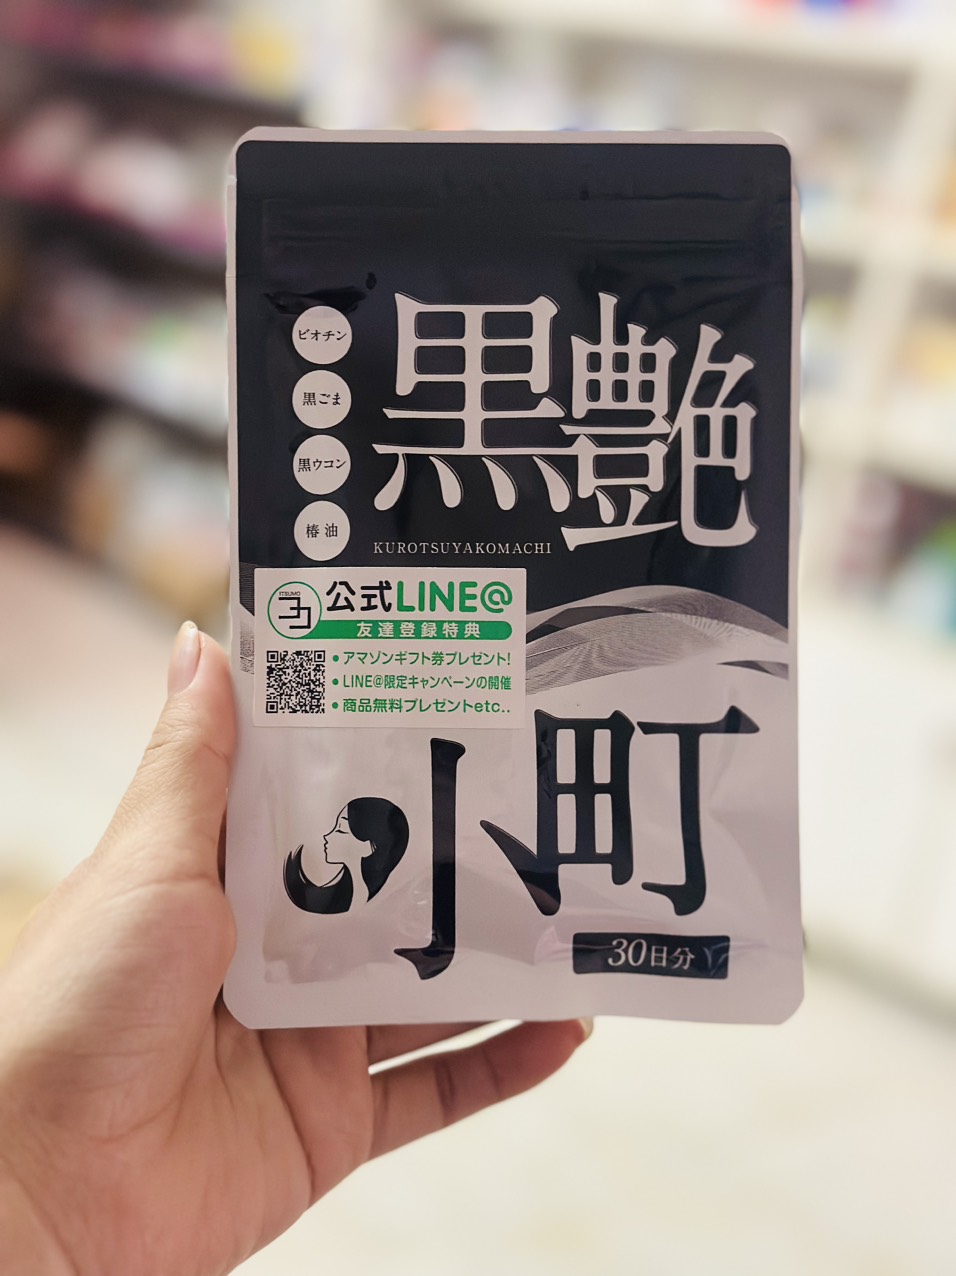 ビオチン
黒ごま
黒ウコン
椿油
黒艶
KUROTSUYAKOMACHI
ITSUMO
ココ
公式LINE@
友達登録特典
•アマゾンギフト券プレゼント!
•LINE@限定キャンペーンの開催
•商品無料プレゼントetc..
小町
30日分